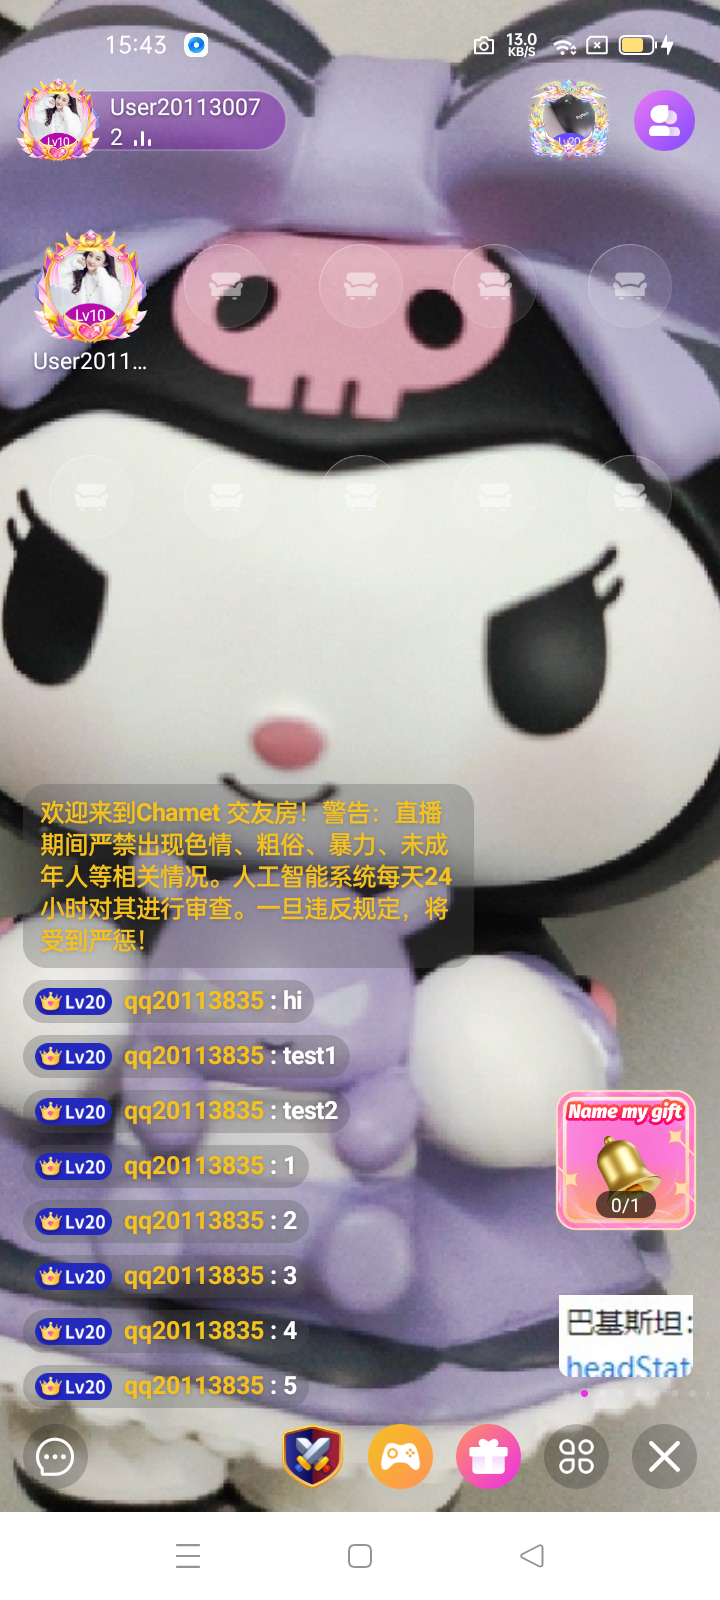 15:43
13.0
KB/S
User20113007
2
Lv10
Lv20
Lv10
User2011...
欢迎来到Chamet 交友房！警告：直播
期间严禁出现色情、粗俗、暴力、未成
年人等相关情况。人工智能系统每天24
小时对其进行审查。一旦违反规定，将
受到严惩！
Lv20 qq20113835 : hi
Lv20 qq20113835 : test1
Lv20 qq20113835 : test2
Lv20 qq20113835 : 1
Lv20 qq20113835 : 2
Lv20 qq20113835 : 3
Lv20 qq20113835 : 4
Lv20 qq20113835 : 5
Name my gift
0/1
巴基斯坦：
headStat